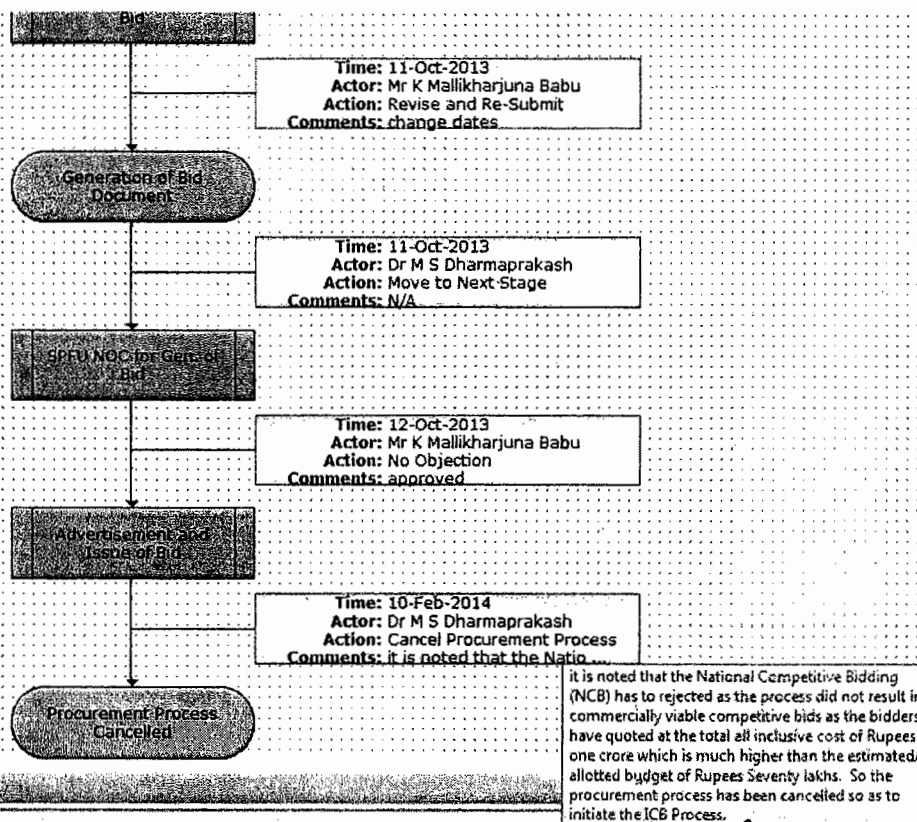 Bid
Time: 11-Oct-2013
Actor: Mr K Mallikharjuna Babu
Action: Revise and Re-Submit
Comments: change dates
Generation of Bid
Document
Time: 11-Oct-2013
Actor: Dr M S Dharmaprakash
Action: Move to Next Stage
Comments: N/A
SPFU NOC for Gen. of
Bid
Time: 12-Oct-2013
Actor: Mr K Mallikharjuna Babu
Action: No Objection
Comments: approved
Advertisement and
Issue of Bid
Time: 10-Feb-2014
Actor: Dr M S Dharmaprakash
Action: Cancel Procurement Process
Comments: it is noted that the Natio ....
Procurement Process
Cancelled
it is noted that the National Competitive Bidding
(NCB) has to rejected as the process did not result in
commercially viable competitive bids as the bidders
have quoted at the total all inclusive cost of Rupees
one crore which is much higher than the estimated/
allotted budget of Rupees Seventy lakhs. So the
procurement process has been cancelled so as to
initiate the ICB Process.